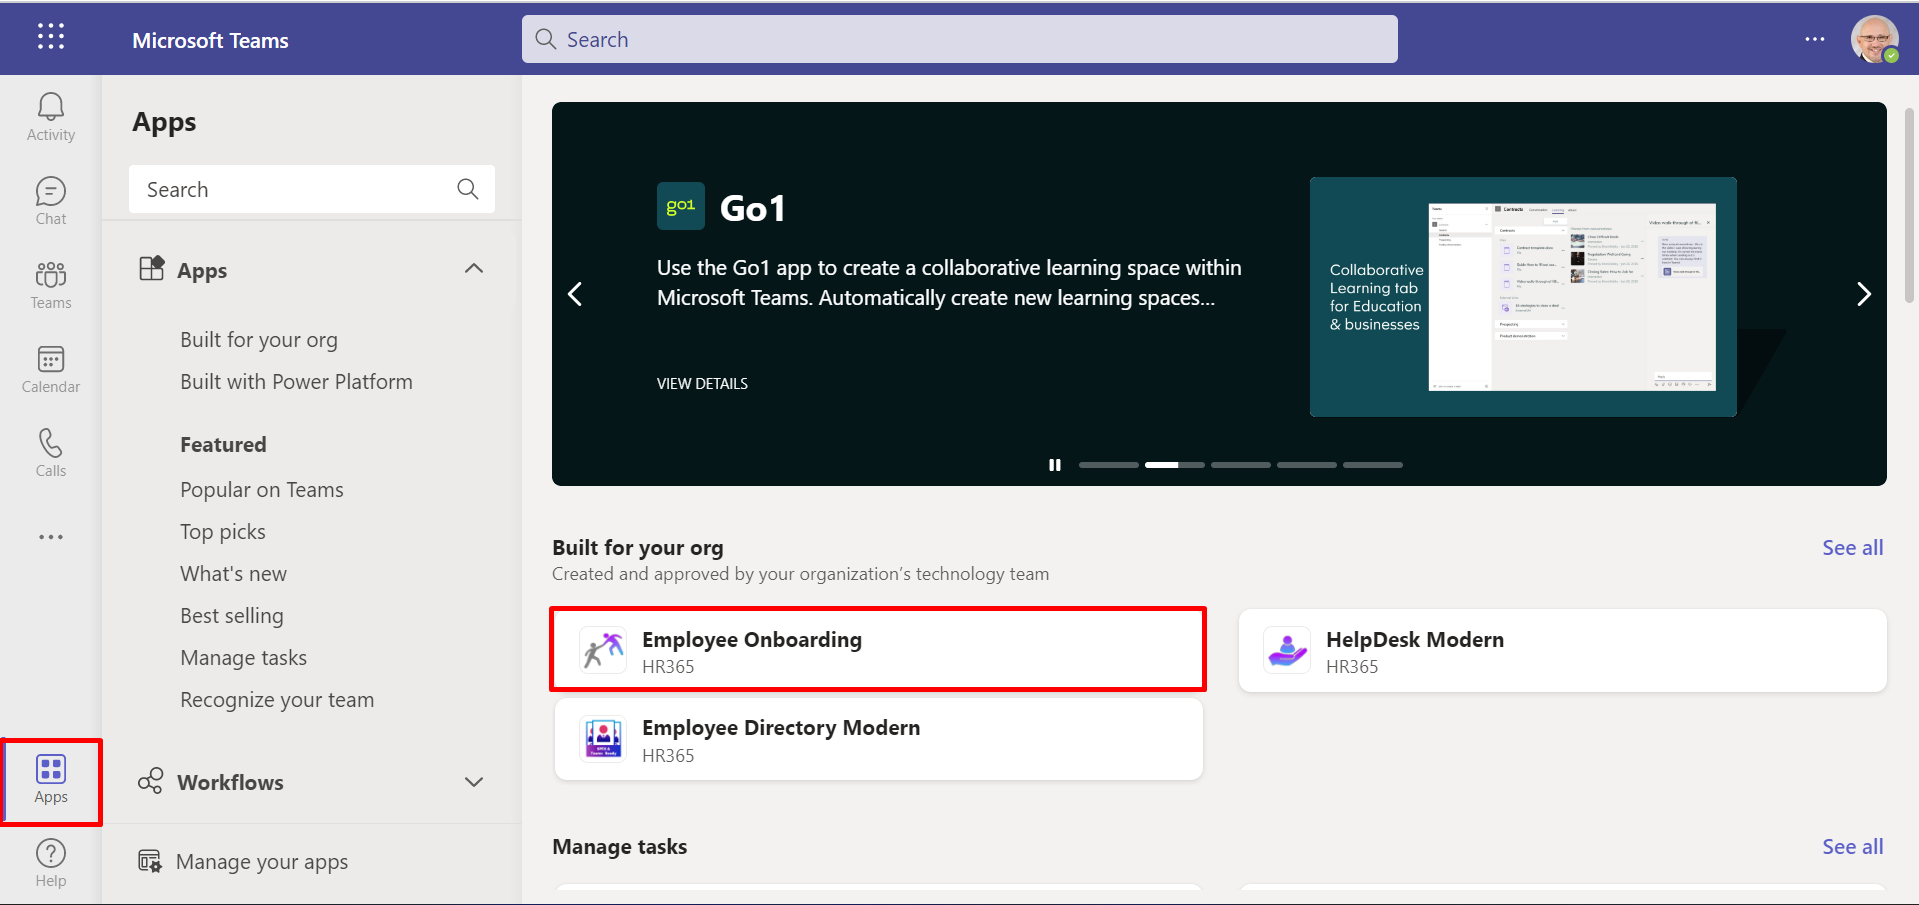 Microsoft Teams
Search
Activity
Chat
Teams
Calendar
Calls
Apps
Help
Apps
Search
Apps
Built for your org
Built with Power Platform
Featured
Popular on Teams
Top picks
What's new
Best selling
Manage tasks
Recognize your team
Workflows
Manage your apps
go1
Go1
Use the Go1 app to create a collaborative learning space within
Microsoft Teams. Automatically create new learning spaces...
VIEW DETAILS
Collaborative
Learning tab
for Education
& businesses
Contracts
Built for your org
See all
Created and approved by your organization’s technology team
Employee Onboarding
HR365
HelpDesk Modern
HR365
Employee Directory Modern
HR365
Manage tasks
See all